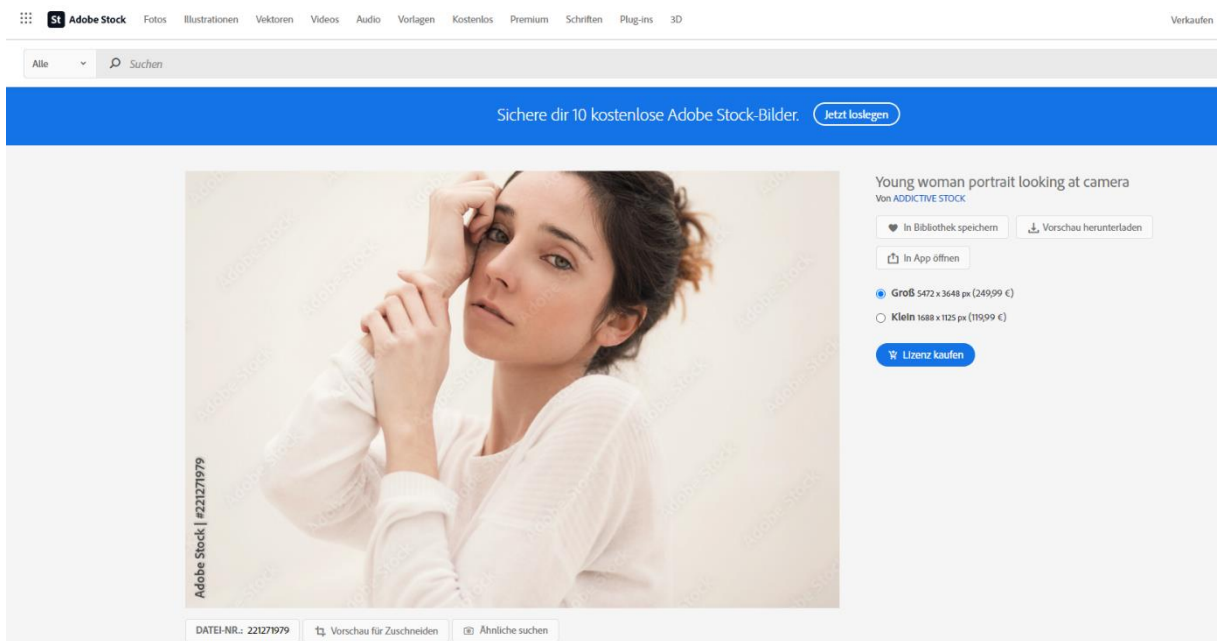 St Adobe Stock Fotos Illustrationen Vektoren Videos Audio Vorlagen Kostenlos Premium Schriften Plug-ins 3D Verkaufen
Alle Suchen
Sichere dir 10 kostenlose Adobe Stock-Bilder. Jetzt loslegen
Young woman portrait looking at camera
Von ADDICTIVE STOCK
In Bibliothek speichern Vorschau herunterladen
In App öffnen
Groß 5472 x 3648 px (249,99 €)
Klein 1688 x 1125 px (119,99 €)
Lizenz kaufen
Adobe Stock | #221271979
DATEI-NR.: 221271979 Vorschau für Zuschneiden Ähnliche suchen